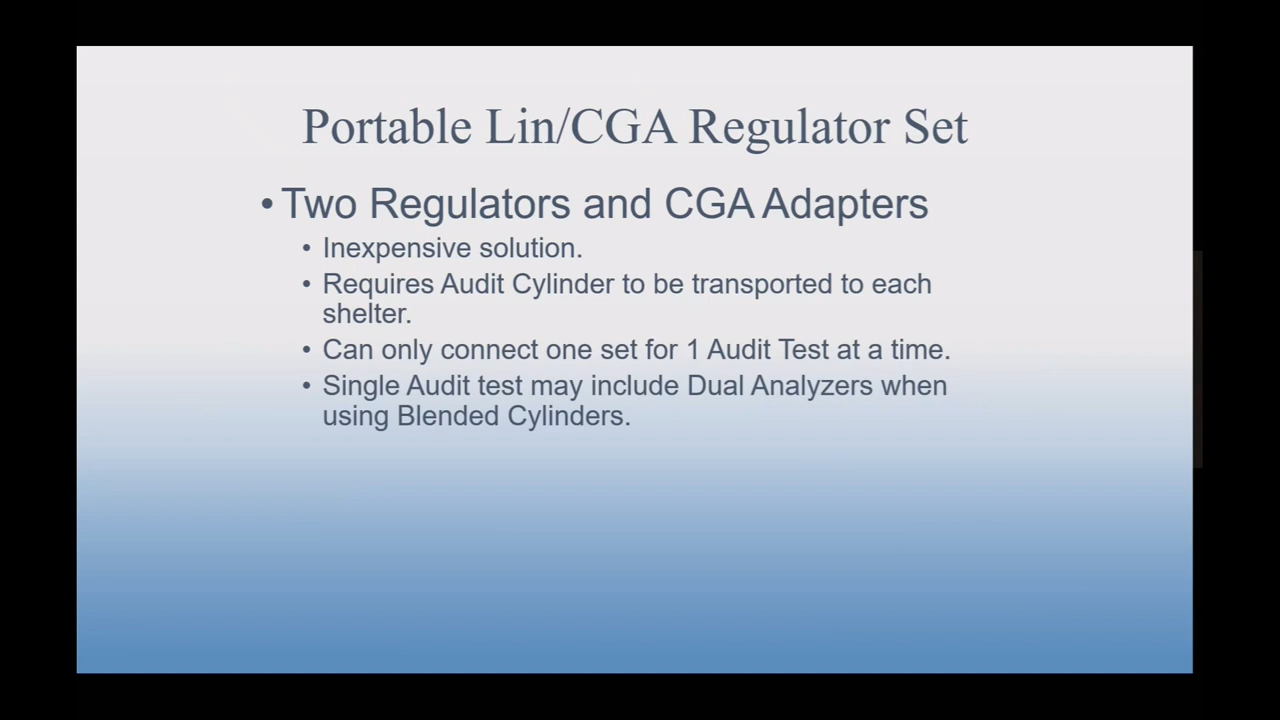 Portable Lin/CGA Regulator Set
• Two Regulators and CGA Adapters
• Inexpensive solution.
• Requires Audit Cylinder to be transported to each
shelter.
• Can only connect one set for 1 Audit Test at a time.
• Single Audit test may include Dual Analyzers when
using Blended Cylinders.